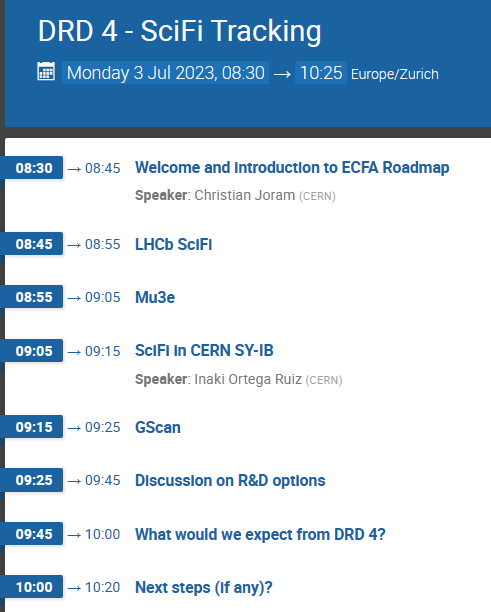 DRD 4 - SciFi Tracking
Monday 3 Jul 2023, 08:30 → 10:25 Europe/Zurich
08:30 → 08:45 Welcome and Introduction to ECFA Roadmap
Speaker: Christian Joram (CERN)
08:45 → 08:55 LHCb SciFi
08:55 → 09:05 Mu3e
09:05 → 09:15 SciFi in CERN SY-IB
Speaker: Inaki Ortega Ruiz (CERN)
09:15 → 09:25 GScan
09:25 → 09:45 Discussion on R&D options
09:45 → 10:00 What would we expect from DRD 4?
10:00 → 10:20 Next steps (if any)?